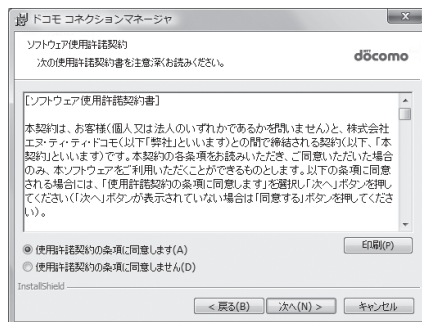 ドコモ コネクションマネージャ
ソフトウェア使用許諾契約
次の使用許諾契約書を注意深くお読みください。
döcomo
[ソフトウェア使用許諾契約書]
本契約は、お客様(個人又は法人のいずれかであるかを問いません)と、株式会社
エヌ・ティ・ティ・ドコモ(以下「弊社」といいます)との間で締結される契約(以下、「本
契約」といいます)です。本契約の各条項をお読みいただき、ご同意いただいた場合
のみ、本ソフトウェアをご利用いただくことができるものとします。以下の条項に同意
される場合には、「使用許諾契約の条項に同意します」を選択し「次へ」ボタンを押し
てください(「次へ」ボタンが表示されていない場合は「同意する」ボタンを押してくださ
い)。
使用許諾契約の条項に同意します(A)
印刷(P)
使用許諾契約の条項に同意しません(D)
InstallShield
< 戻る(B)
次へ(N) >
キャンセル